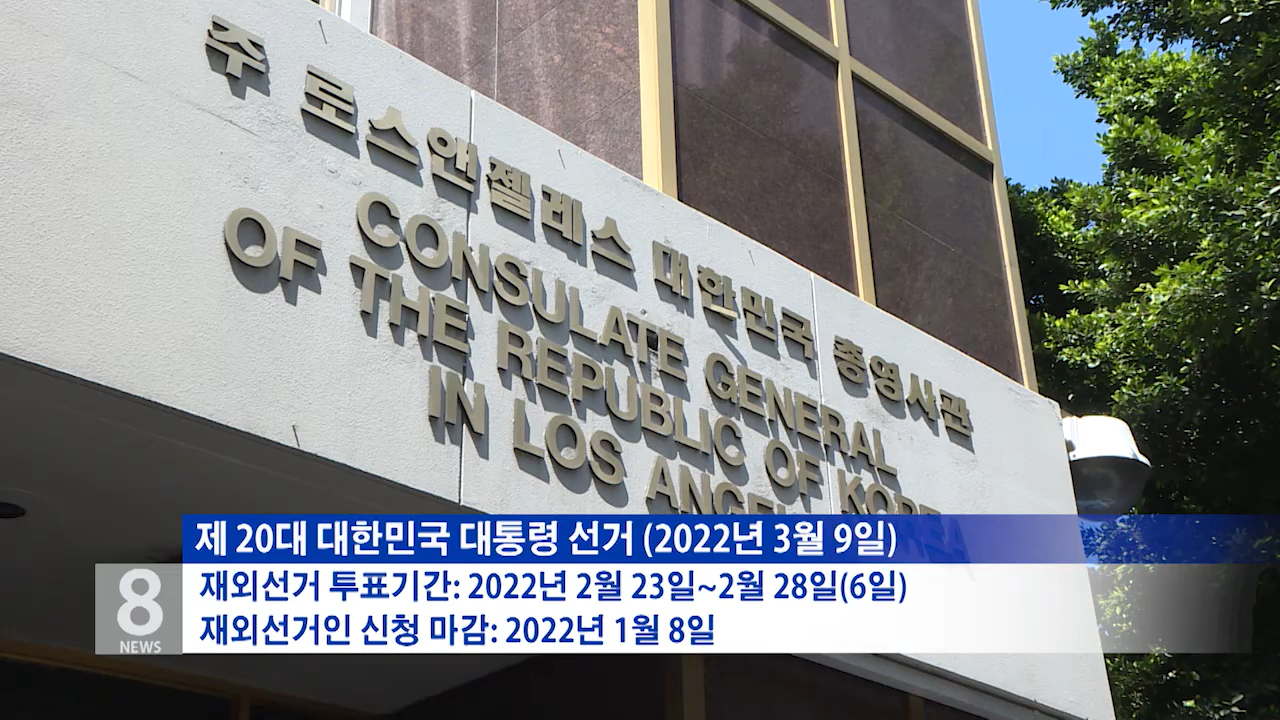 주 로스앤젤레스 대한민국 총영사관
CONSULATE GENERAL
OF THE REPUBLIC OF KOREA
IN LOS
제 20대 대한민국 대통령 선거 (2022년 3월 9일)
재외선거 투표기간: 2022년 2월 23일~2월 28일(6일)
재외선거인 신청 마감: 2022년 1월 8일
8
NEWS